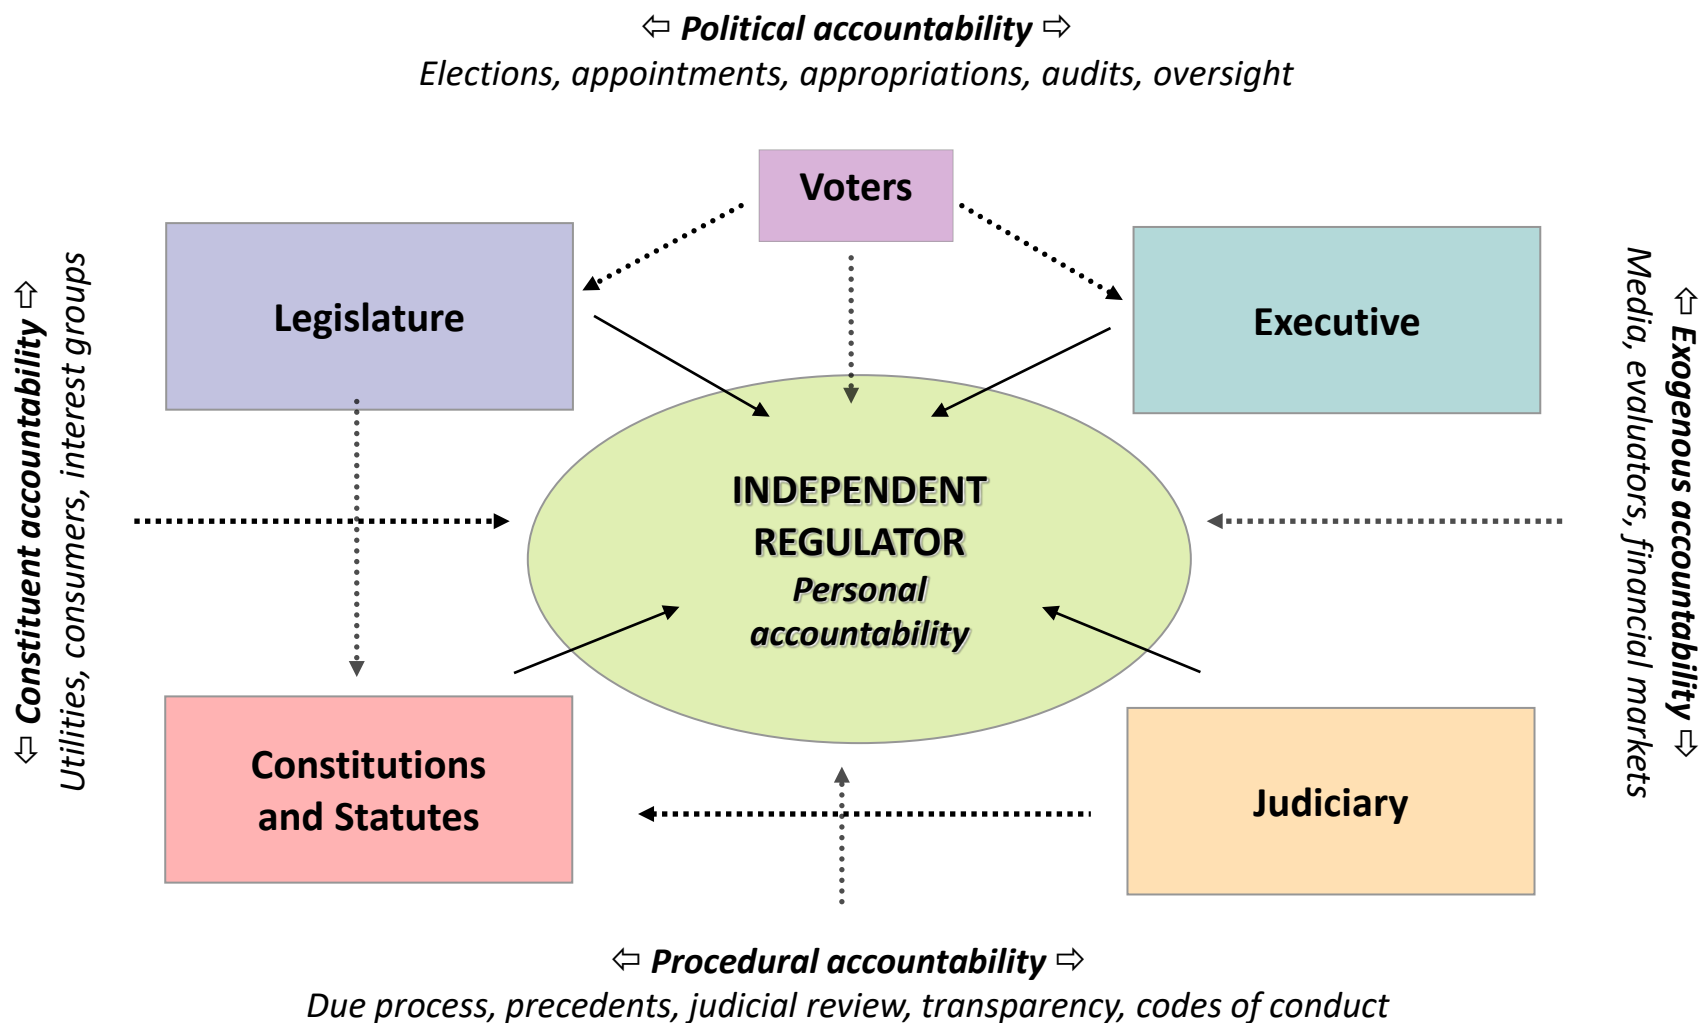 ⇦ Political accountability ⇨
Elections, appointments, appropriations, audits, oversight
Voters
Legislature
Executive
⇦ Constituent accountability ⇨
Utilities, consumers, interest groups
⇦ Exogenous accountability ⇨
Media, evaluators, financial markets
INDEPENDENT
REGULATOR
Personal
accountability
Constitutions
and Statutes
Judiciary
⇦ Procedural accountability ⇨
Due process, precedents, judicial review, transparency, codes of conduct